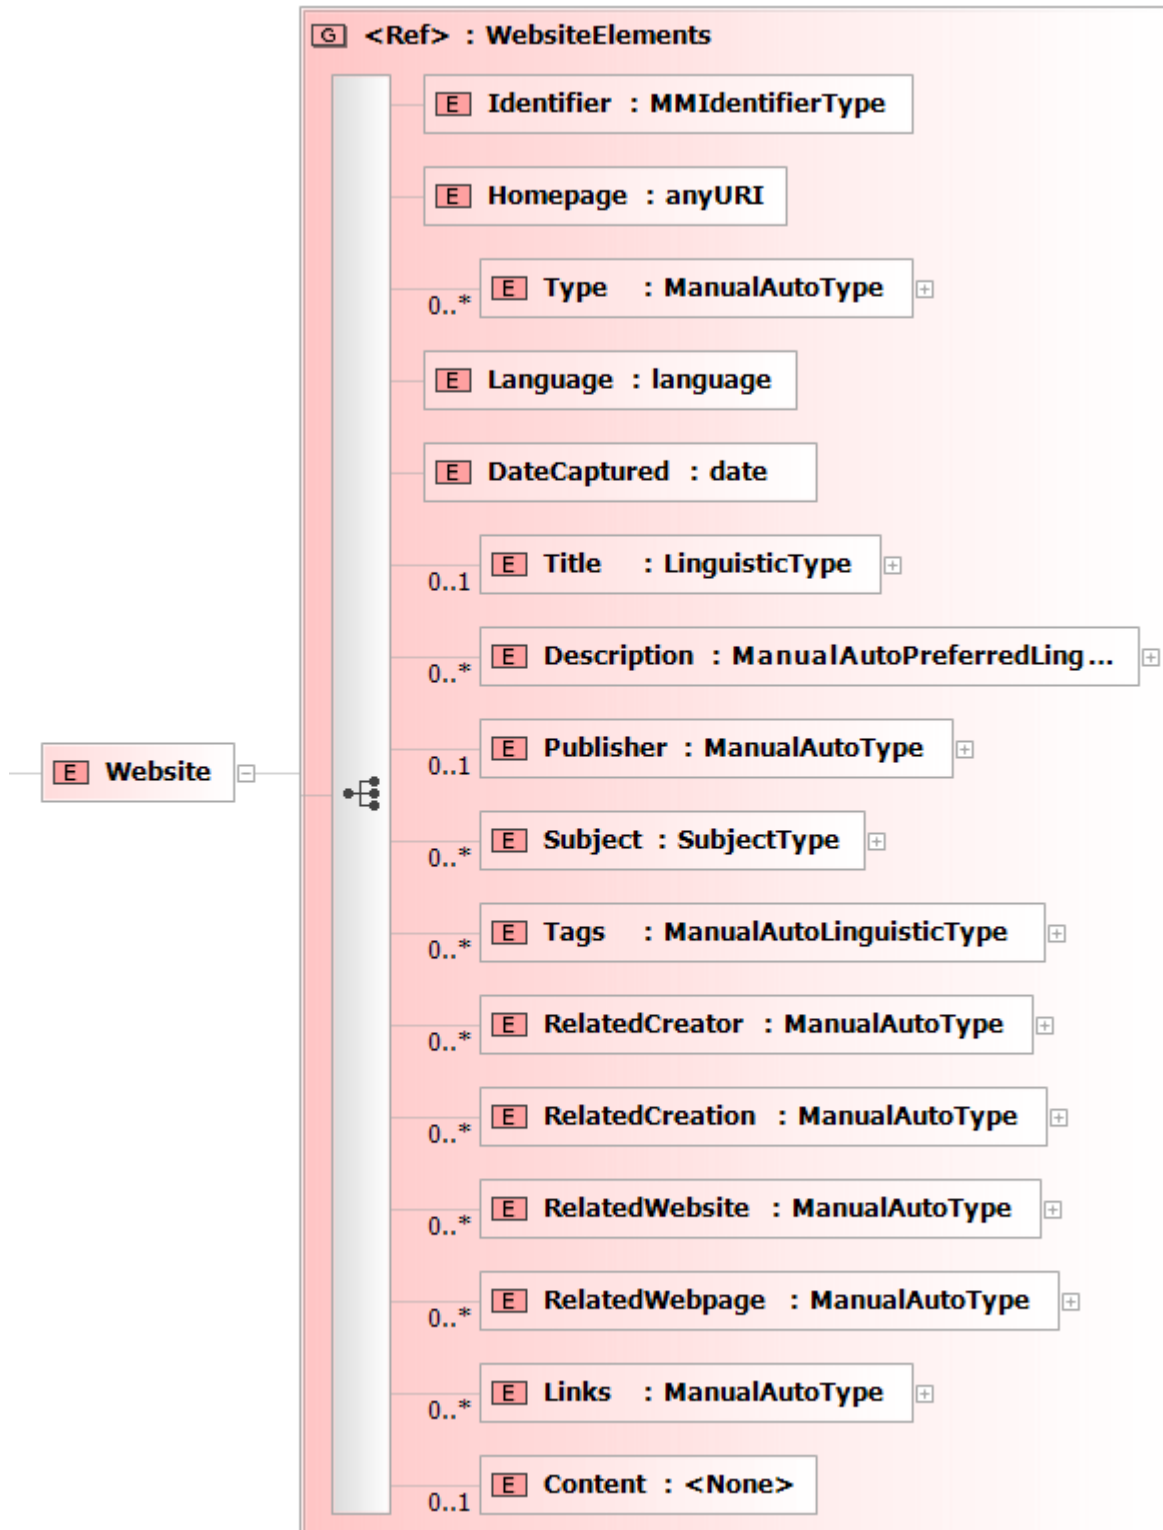 G <Ref> : WebsiteElements
E Identifier : MMIdentifierType
E Homepage : anyURI
0..* E Type : ManualAutoType
E Language : language
E DateCaptured : date
0..1 E Title : LinguisticType
0..* E Description : ManualAutoPreferredLing...
0..1 E Publisher : ManualAutoType
E Website
0..* E Subject : SubjectType
0..* E Tags : ManualAutoLinguisticType
0..* E RelatedCreator : ManualAutoType
0..* E RelatedCreation : ManualAutoType
0..* E RelatedWebsite : ManualAutoType
0..* E RelatedWebpage : ManualAutoType
0..* E Links : ManualAutoType
0..1 E Content : <None>